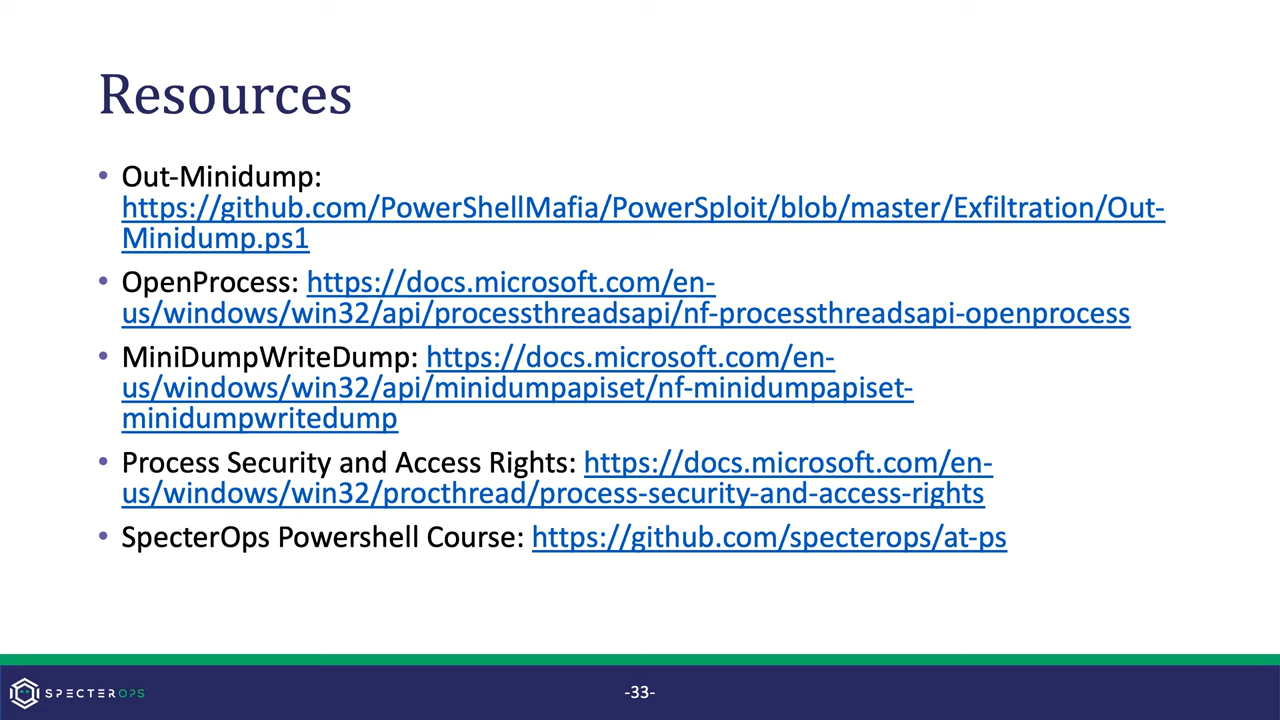 Resources
• Out-Minidump:
https://github.com/PowerShellMafia/PowerSploit/blob/master/Exfiltration/Out-
Minidump.ps1
• OpenProcess: https://docs.microsoft.com/en-
us/windows/win32/api/processthreadsapi/nf-processthreadsapi-openprocess
• MiniDumpWriteDump: https://docs.microsoft.com/en-
us/windows/win32/api/minidumpapiset/nf-minidumpapiset-
minidumpwritedump
• Process Security and Access Rights: https://docs.microsoft.com/en-
us/windows/win32/procthread/process-security-and-access-rights
• SpecterOps Powershell Course: https://github.com/specterops/at-ps
SPECTEROPS
-33-